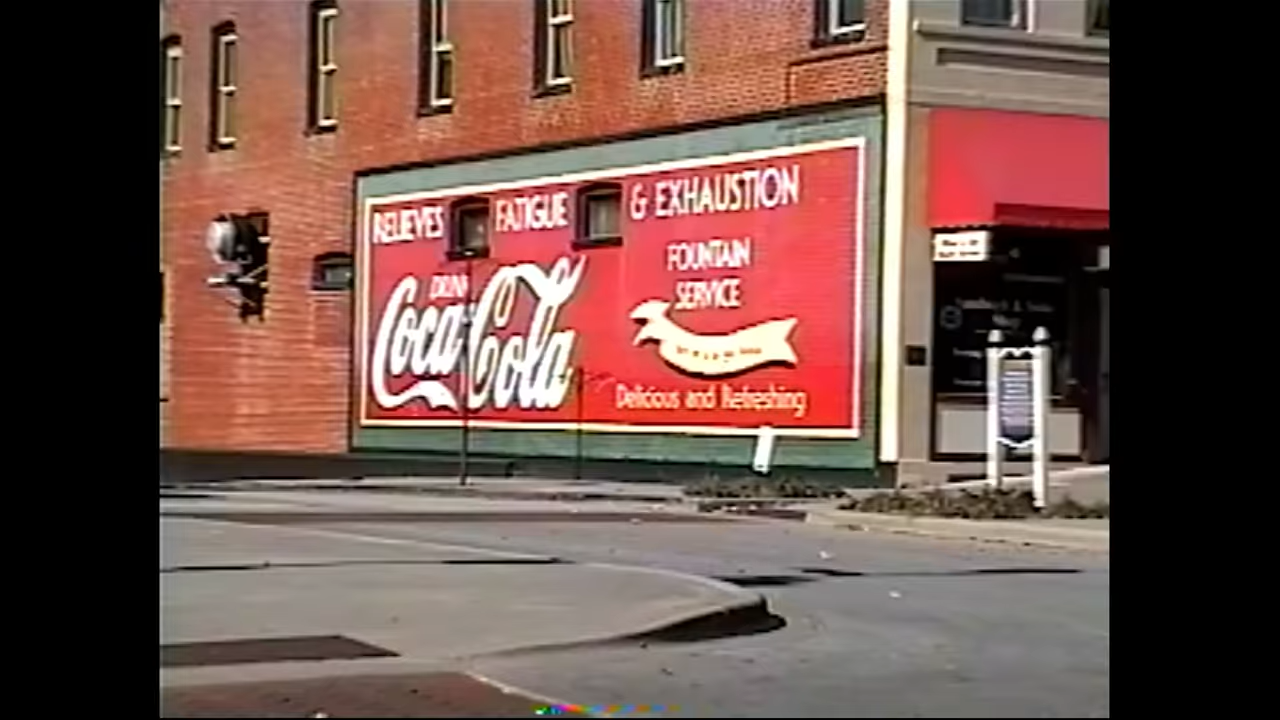 RELIEVES FATIGUE & EXHAUSTION
DRINK
Coca-Cola
FOUNTAIN
SERVICE
Delicious and Refreshing